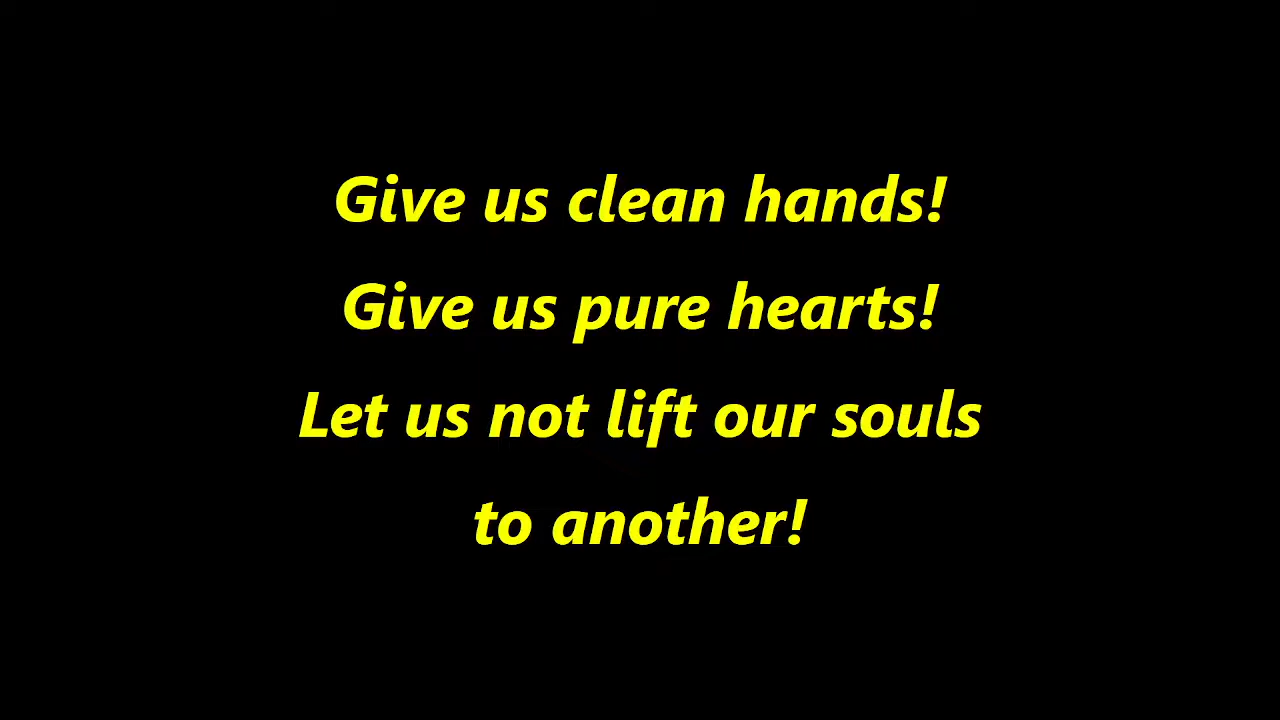 Give us clean hands!
Give us pure hearts!
Let us not lift our souls
to another!